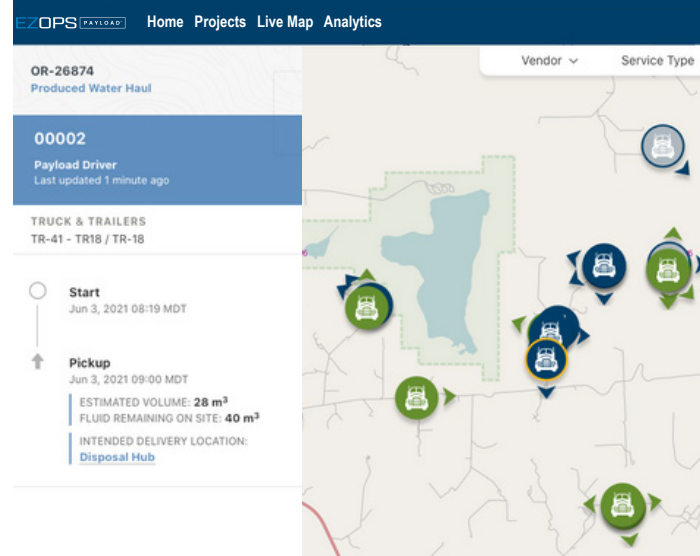 EZOPS PAYLOAD Home Projects Live Map Analytics
OR-26874
Produced Water Haul
00002
Payload Driver
Last updated 1 minute ago
TRUCK & TRAILERS
TR-41 - TR18 / TR-18
Start
Jun 3, 2021 08:19 MDT
Pickup
Jun 3, 2021 09:00 MDT
ESTIMATED VOLUME: 28 m³
FLUID REMAINING ON SITE: 40 m³
INTENDED DELIVERY LOCATION:
Disposal Hub
Vendor Service Type